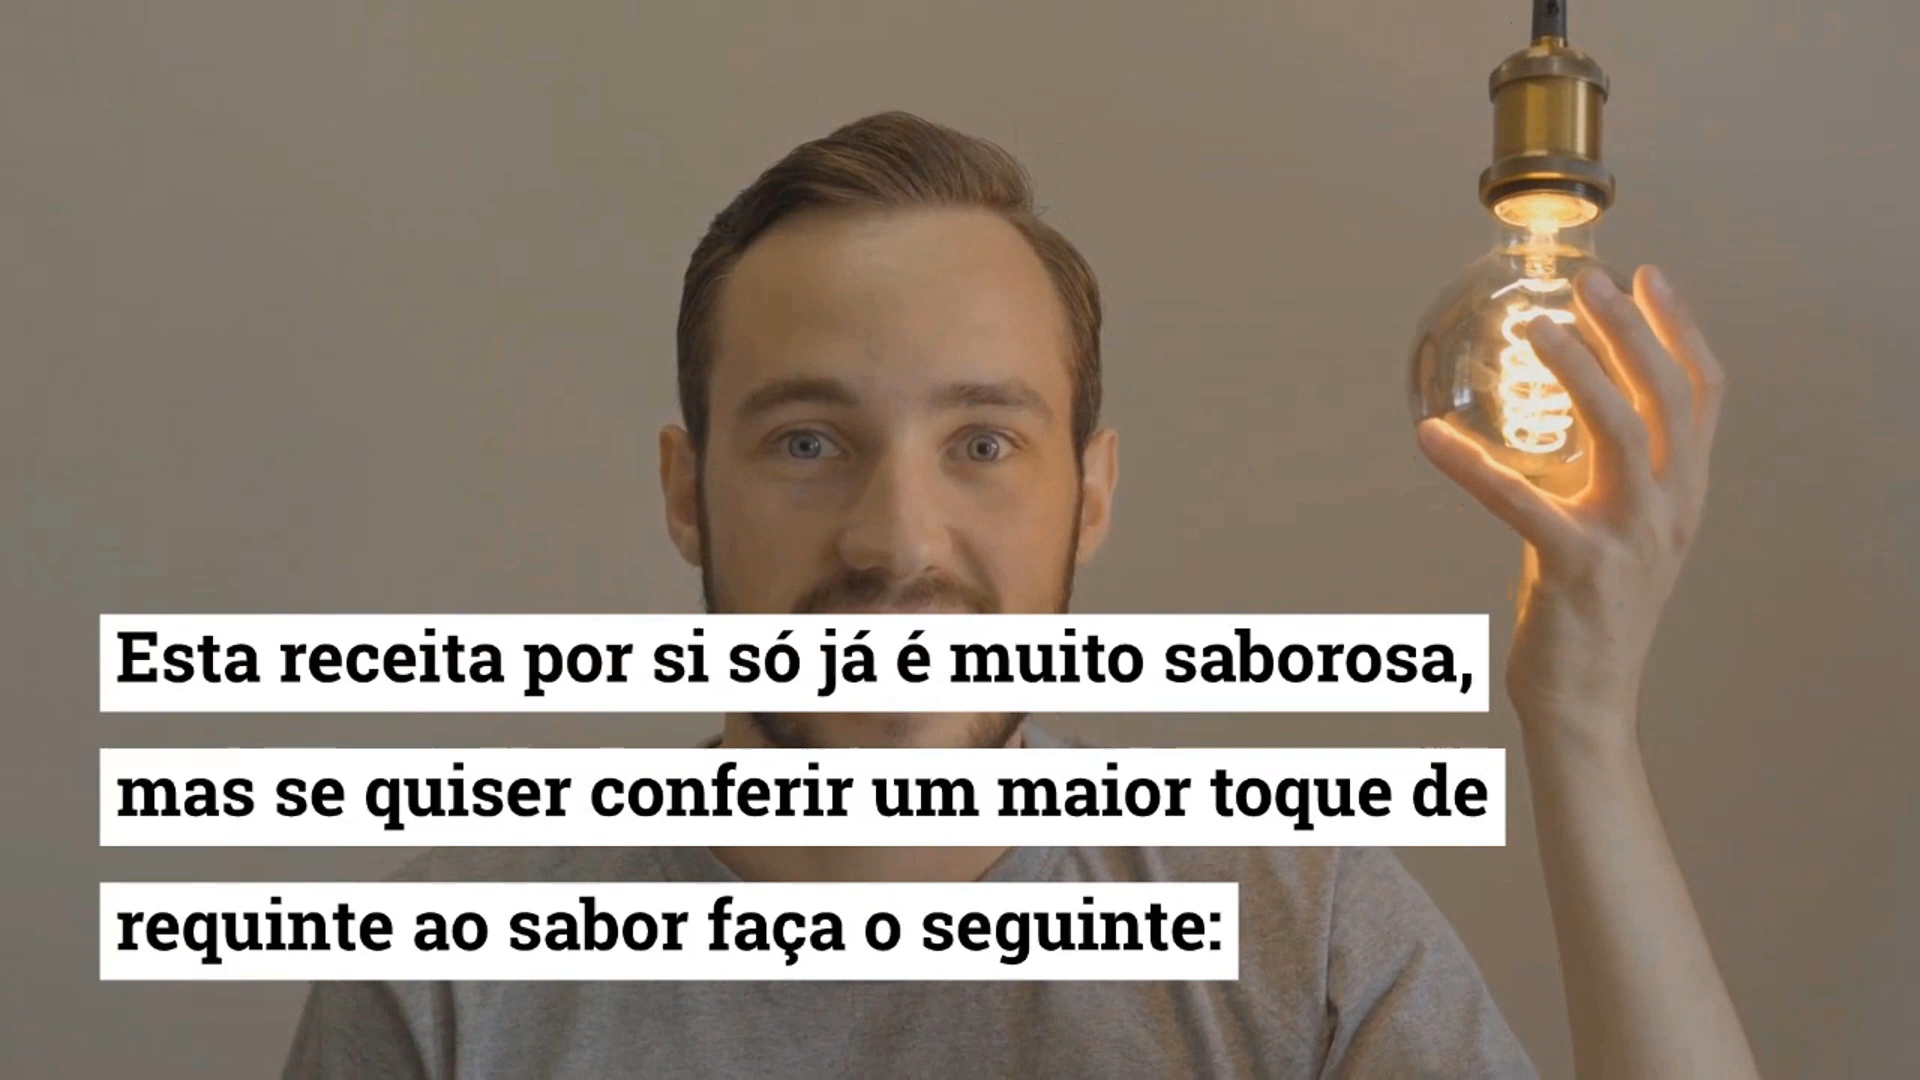 Esta receita por si só já é muito saborosa,
mas se quiser conferir um maior toque de
requinte ao sabor faça o seguinte: